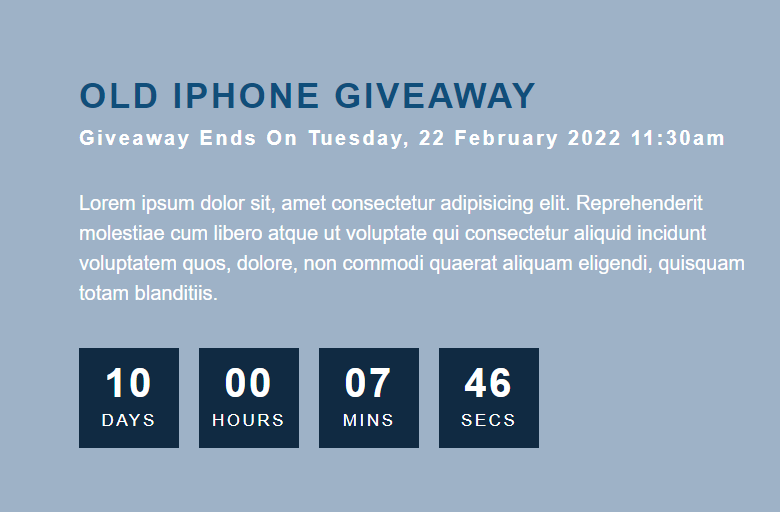 OLD IPHONE GIVEAWAY
Giveaway Ends On Tuesday, 22 February 2022 11:30am
Lorem ipsum dolor sit, amet consectetur adipisicing elit. Reprehenderit
molestiae cum libero atque ut voluptate qui consectetur aliquid incidunt
voluptatem quos, dolore, non commodi quaerat aliquam eligendi, quisquam
totam blanditiis.
10 00 07 46
DAYS HOURS MINS SECS